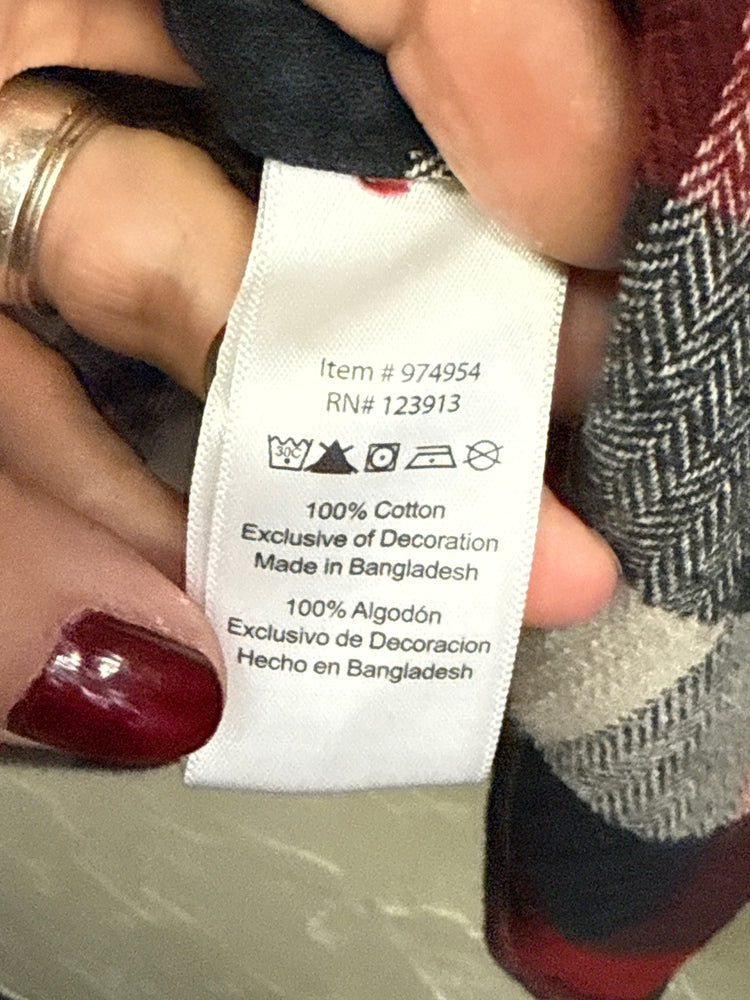 Item # 974954
RN# 123913
30C
100% Cotton
Exclusive of Decoration
Made in Bangladesh
100% Algodón
Exclusivo de Decoracion
Hecho en Bangladesh